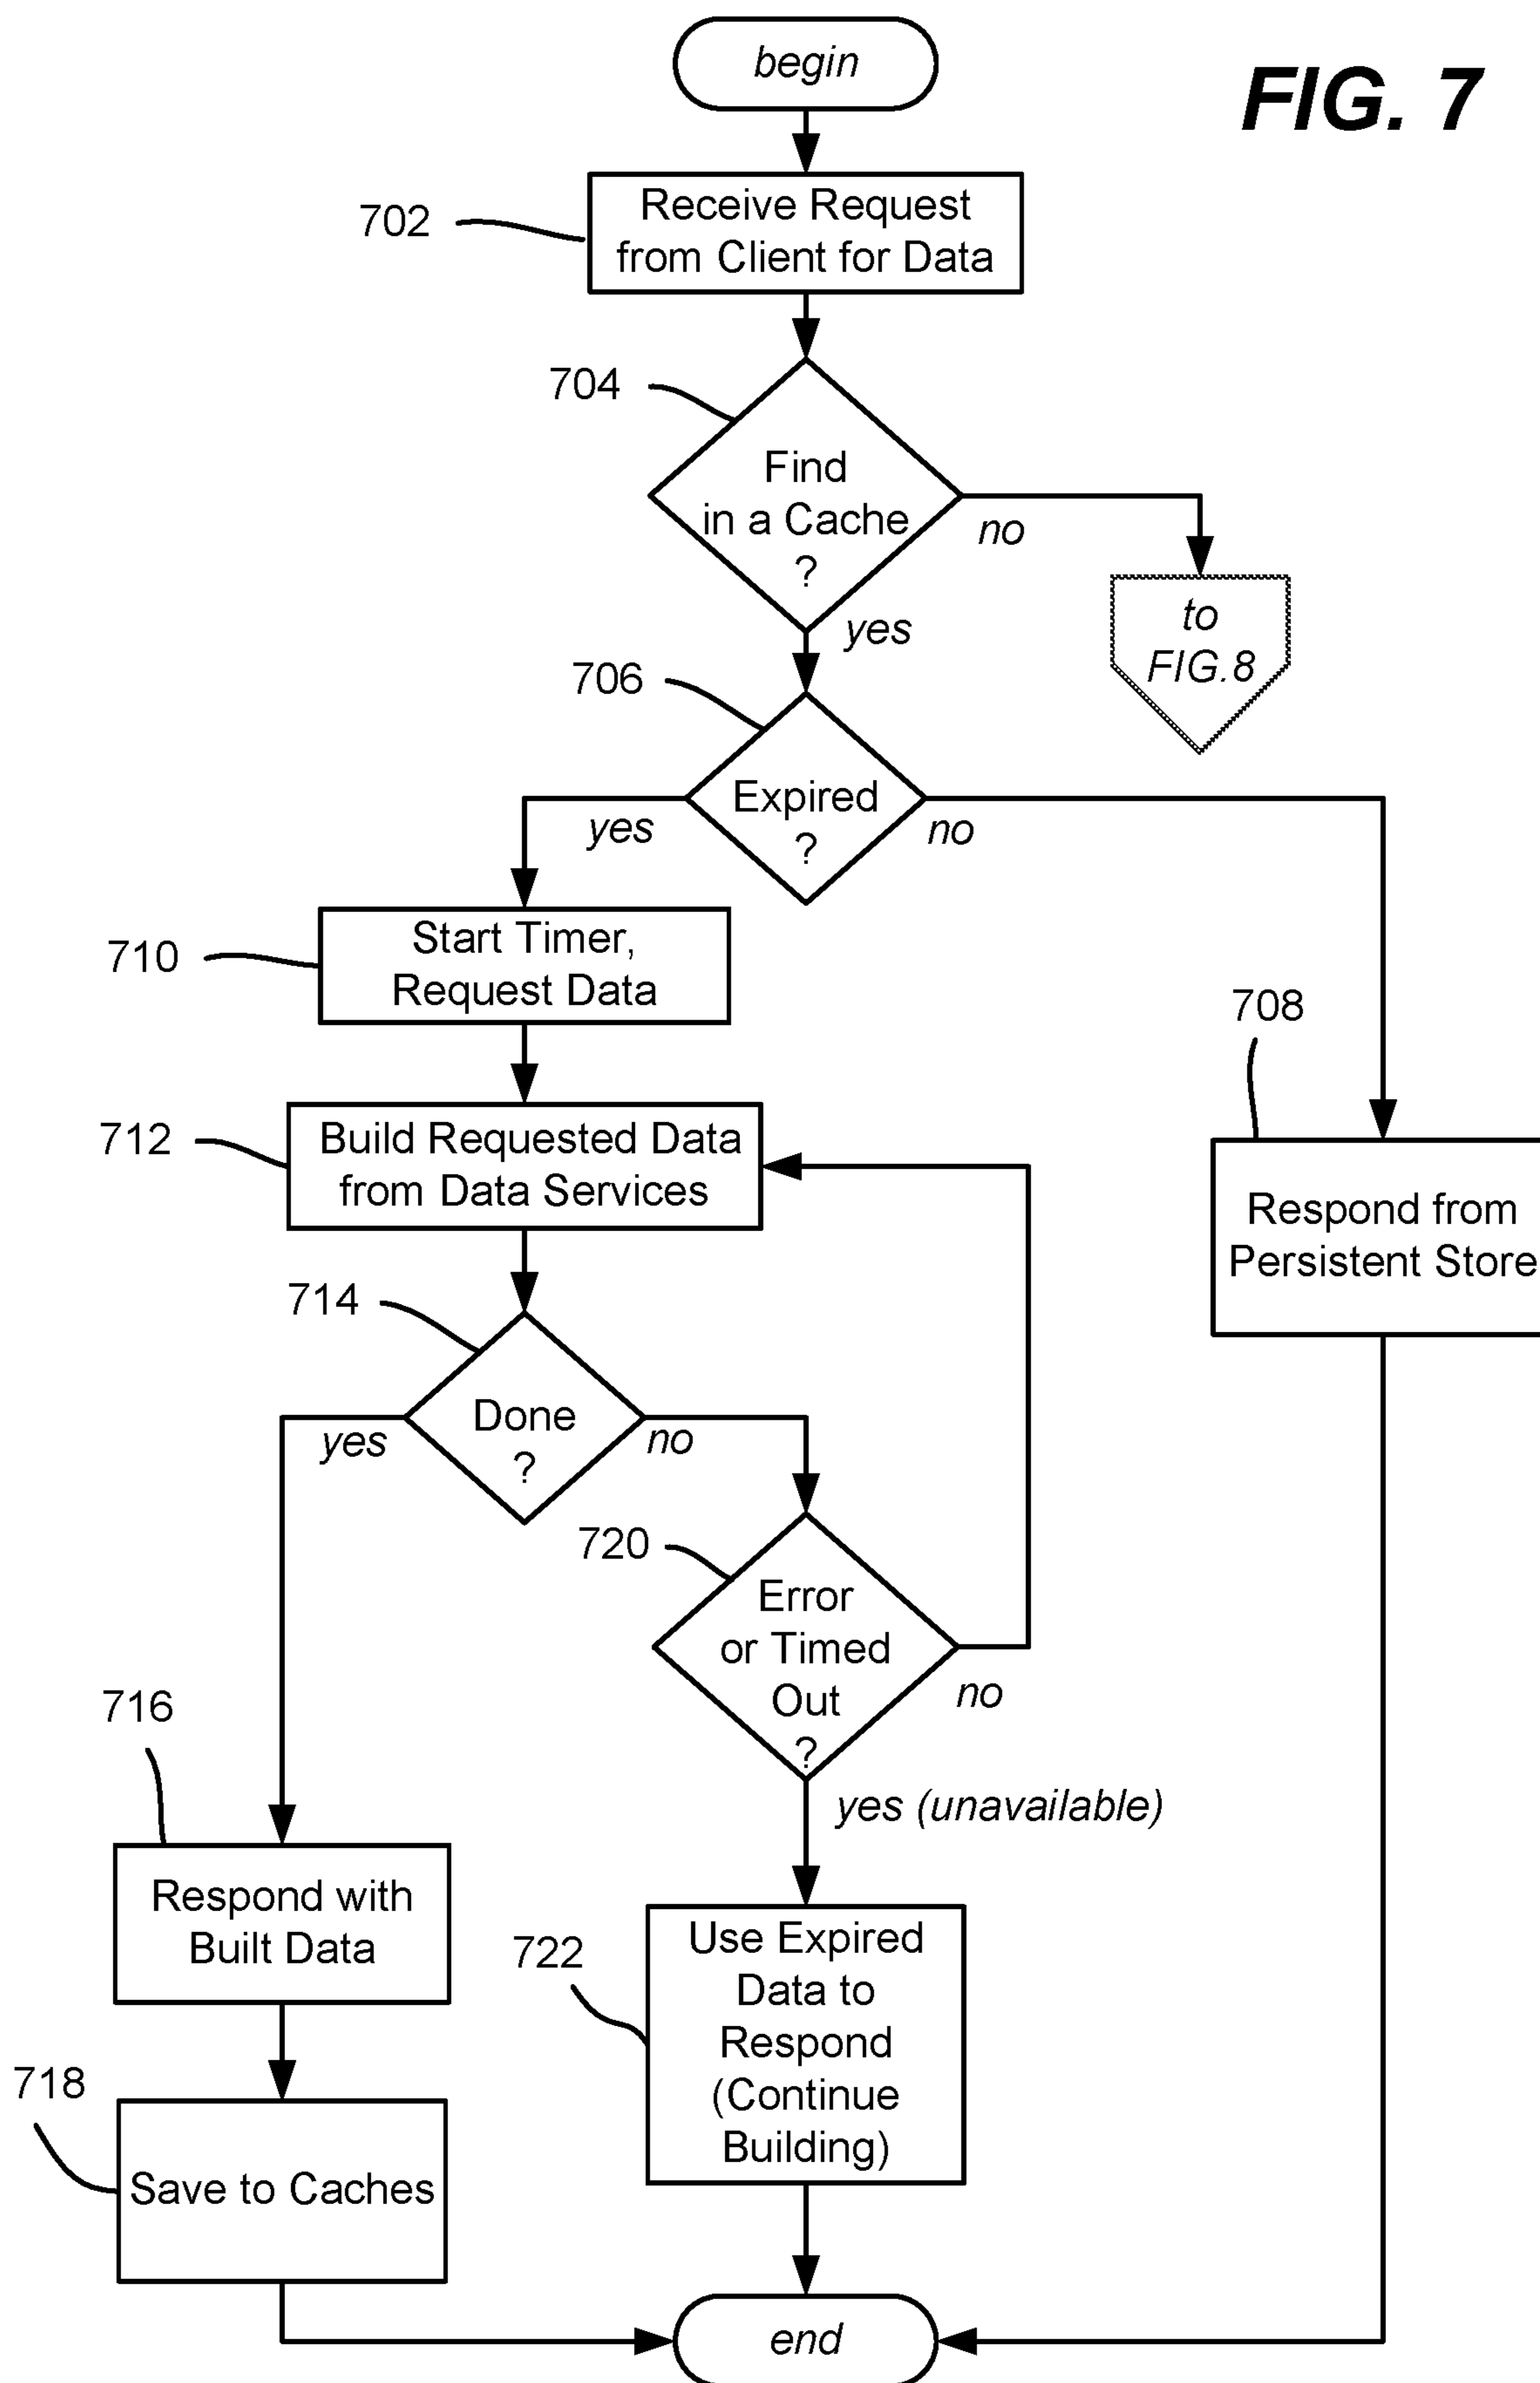 begin
FIG. 7
702
Receive Request
from Client for Data
704
Find
in a Cache
?
no
yes
to
FIG.8
706
Expired
?
yes
no
710
Start Timer,
Request Data
708
Respond from
Persistent Store
712
Build Requested Data
from Data Services
714
Done
?
yes
no
720
Error
or Timed
Out
?
no
yes (unavailable)
716
Respond with
Built Data
722
Use Expired
Data to
Respond
(Continue
Building)
718
Save to Caches
end